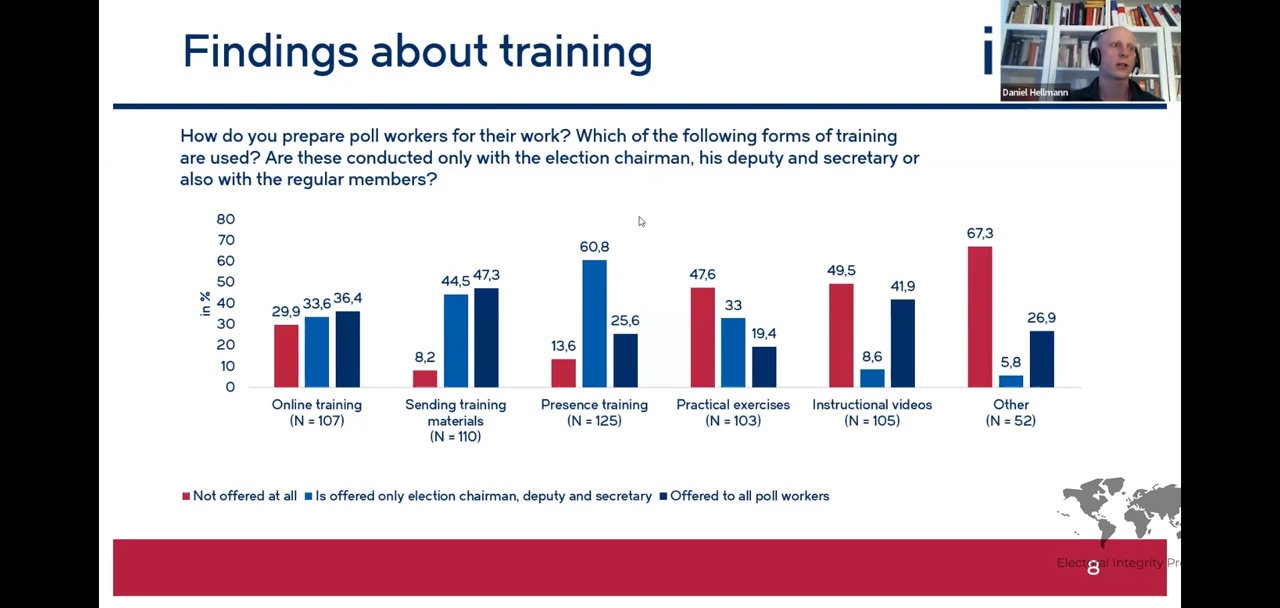 Findings about training
i
Daniel Hellmann
How do you prepare poll workers for their work? Which of the following forms of training
are used? Are these conducted only with the election chairman, his deputy and secretary or
also with the regular members?
in %
80
70
60
50
40
30
20
10
0
29,9 33,6 36,4
8,2 44,5 47,3
13,6 60,8 25,6
47,6 33 19,4
49,5 8,6 41,9
67,3 5,8 26,9
Online training
(N = 107)
Sending training
materials
(N = 110)
Presence training
(N = 125)
Practical exercises
(N = 103)
Instructional videos
(N = 105)
Other
(N = 52)
Not offered at all Is offered only election chairman, deputy and secretary Offered to all poll workers
Electoral Integrity Pr
8